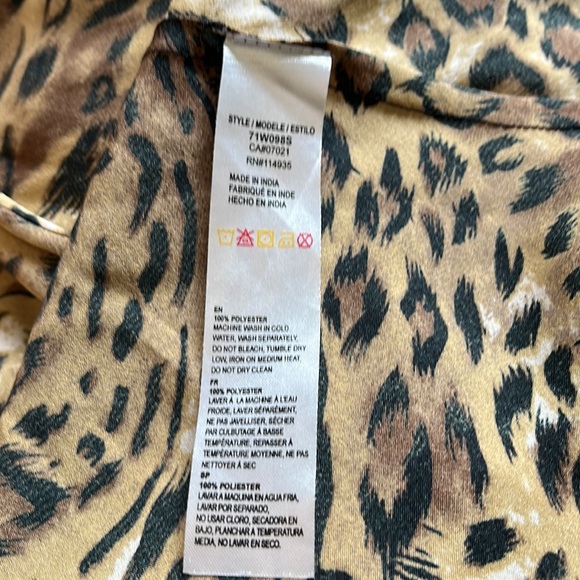 STYLE / MODELE / ESTILO
71W098S
CA#07021
RN#114935
MADE IN INDIA
FABRIQUÉ EN INDE
HECHO EN INDIA
EN
100% POLYESTER
MACHINE WASH IN COLD
WATER, WASH SEPARATELY,
DO NOT BLEACH, TUMBLE DRY
LOW, IRON ON MEDIUM HEAT.
DO NOT DRY CLEAN
FR
100% POLYESTER
LAVER À LA MACHINE À L'EAU
FROIDE, LAVER SÉPARÉMENT,
NE PAS JAVELLISER, SÉCHER
PAR CULBUTAGE À BASSE
TEMPÉRATURE, REPASSER À
TEMPÉRATURE MOYENNE, NE PAS
NETTOYER À SEC
SP
100% POLIESTER
LAVAR A MAQUINA EN AGUA FRIA,
LAVAR POR SEPARADO,
NO USAR CLORO, SECADORA EN
BAJO, PLANCHAR A TEMPERATURA
MEDIA, NO LAVAR EN SECO.